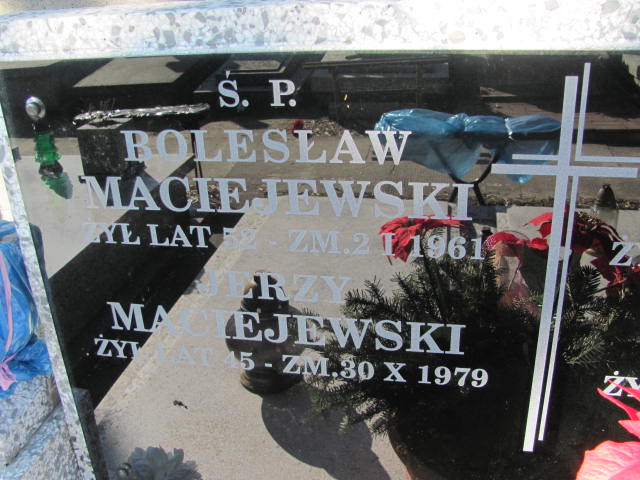 Ś. P.
BOLESŁAW
MACIEJEWSKI
ŻYŁ LAT 52 - ZM. 2 I 1961
JERZY
MACIEJEWSKI
ŻYŁ LAT 45 - ZM. 30 X 1979